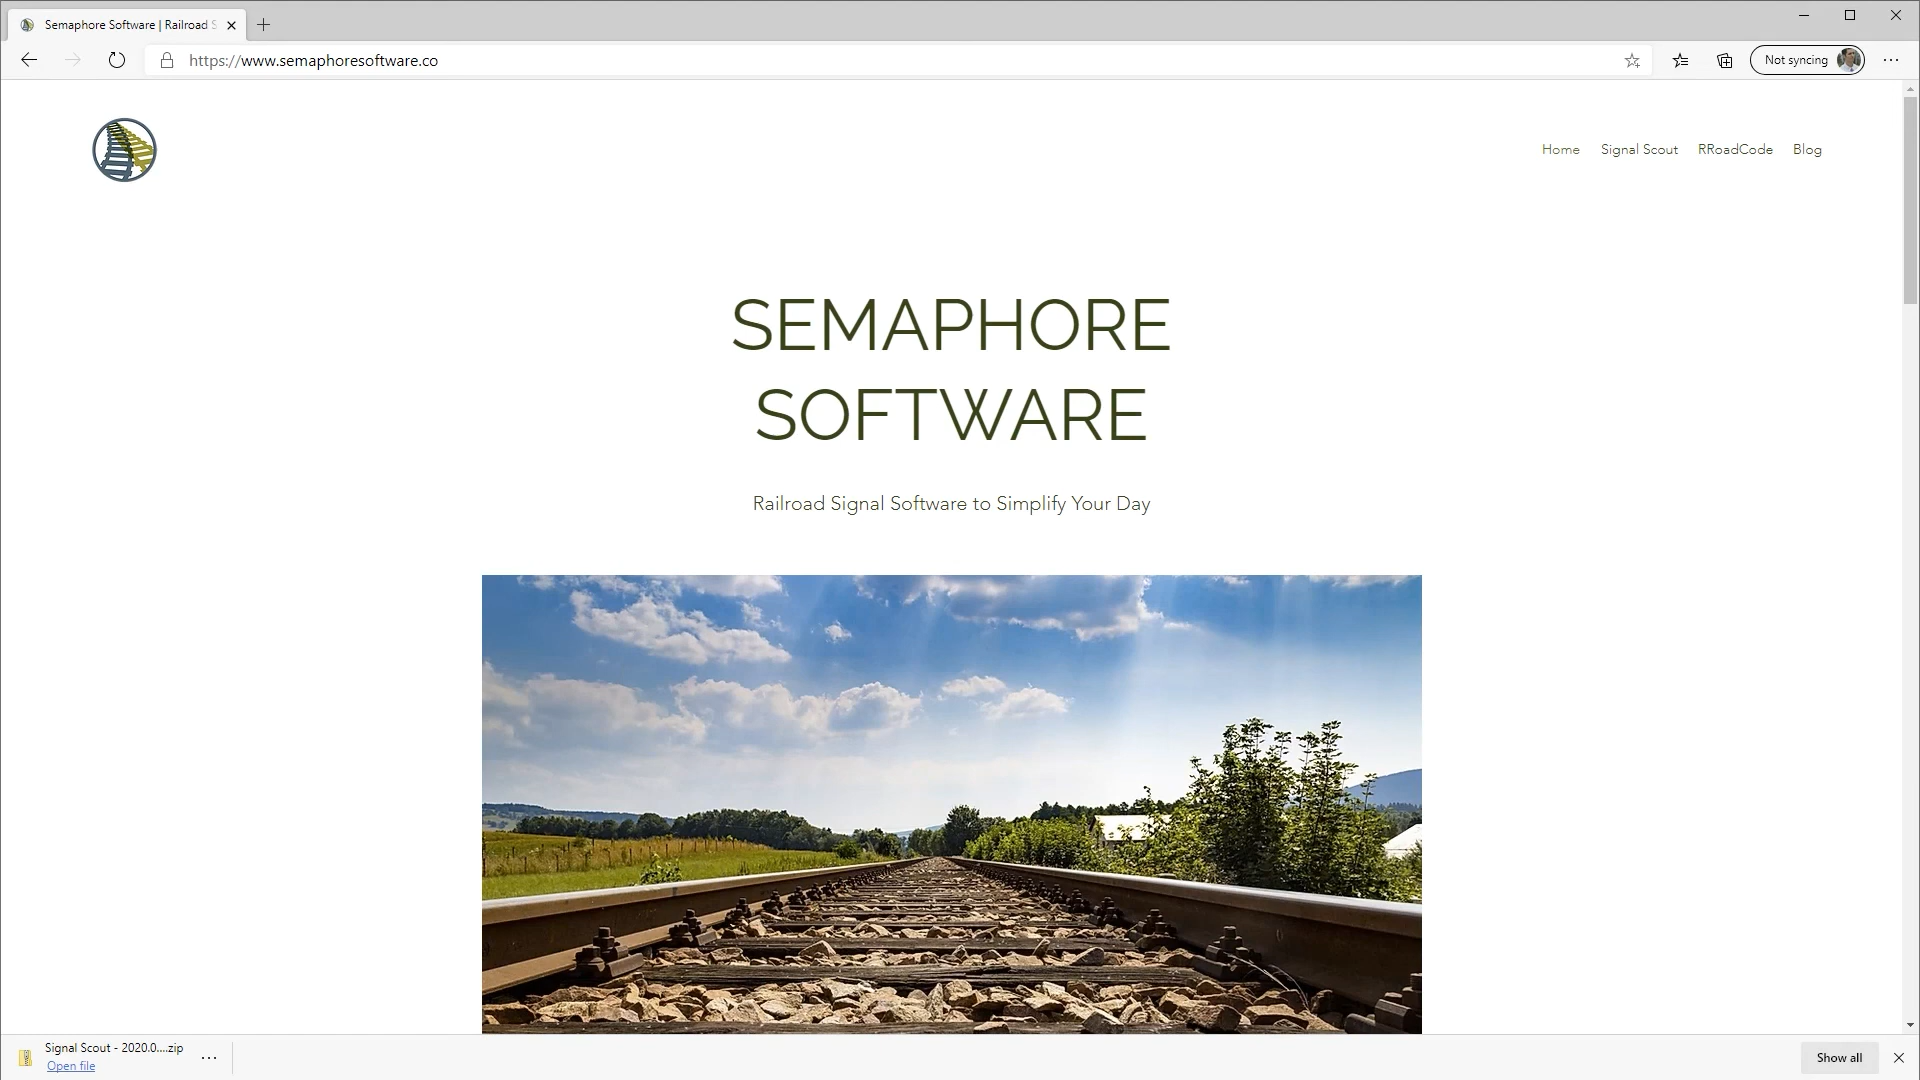 Semaphore Software | Railroad S
https://www.semaphoresoftware.co
Not syncing
Home
Signal Scout
RRoadCode
Blog
SEMAPHORE
SOFTWARE
Railroad Signal Software to Simplify Your Day
Signal Scout - 2020.0....zip
Open file
Show all